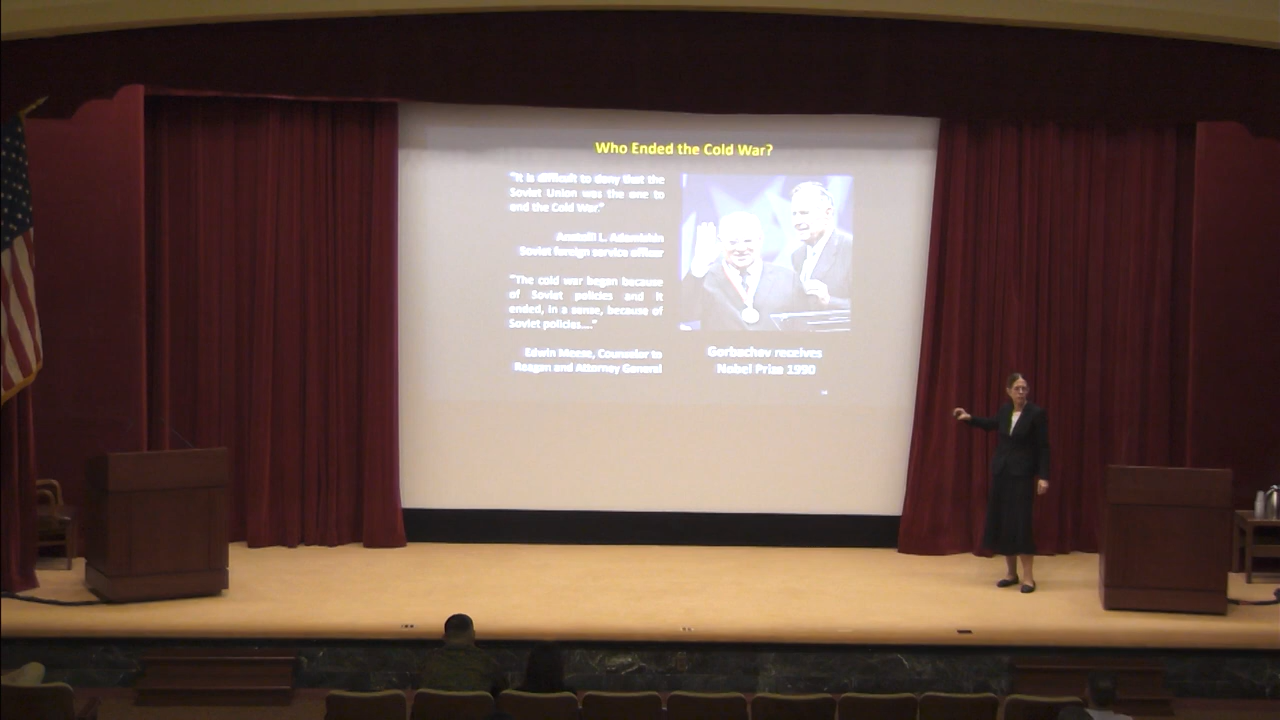 Who Ended the Cold War?
"It is difficult to deny that the
Soviet Union was the one to
end the Cold War."
Anatolii L. Adamishin
Soviet foreign service officer
"The cold war began because
of Soviet policies and it
ended, in a sense, because of
Soviet policies...."
Edwin Meese, Counselor to
Reagan and Attorney General
Gorbachev receives
Nobel Prize 1990